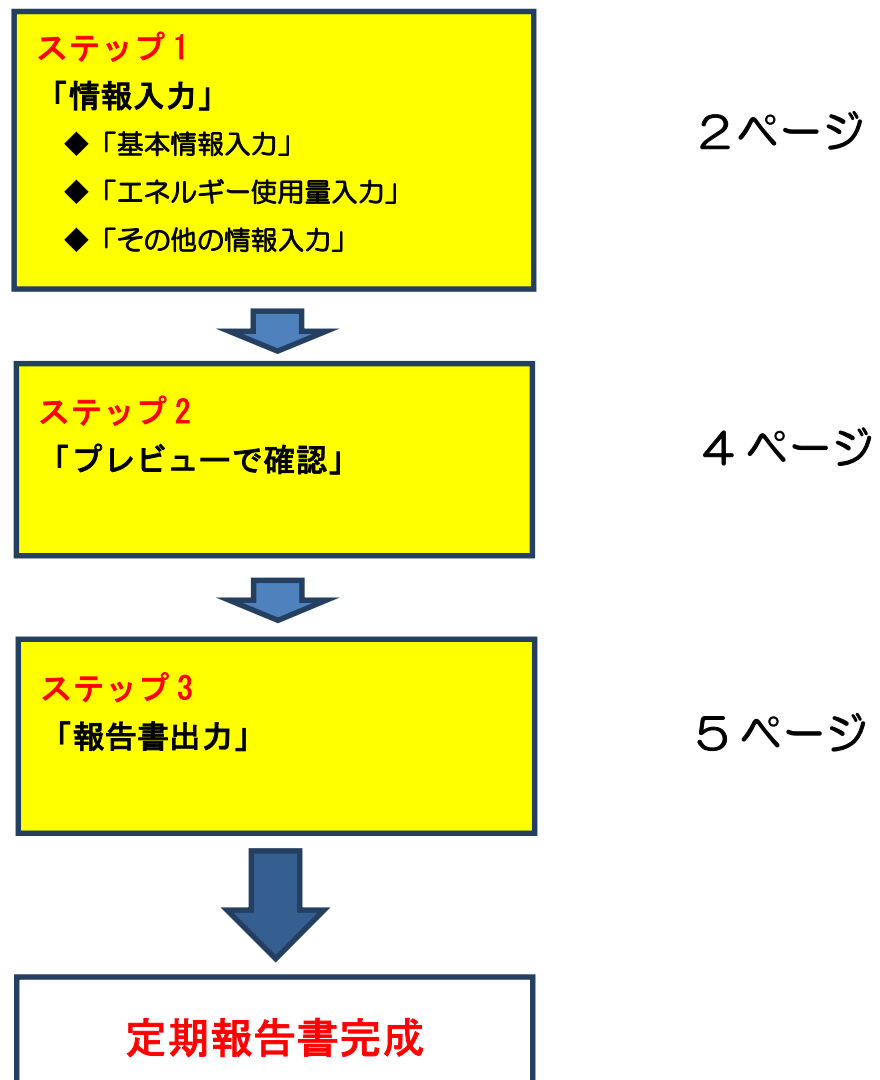 ステップ1
「情報入力」
◆「基本情報入力」
◆「エネルギー使用量入力」
◆「その他の情報入力」
２ページ
ステップ2
「プレビューで確認」
４ページ
ステップ3
「報告書出力」
５ページ
定期報告書完成